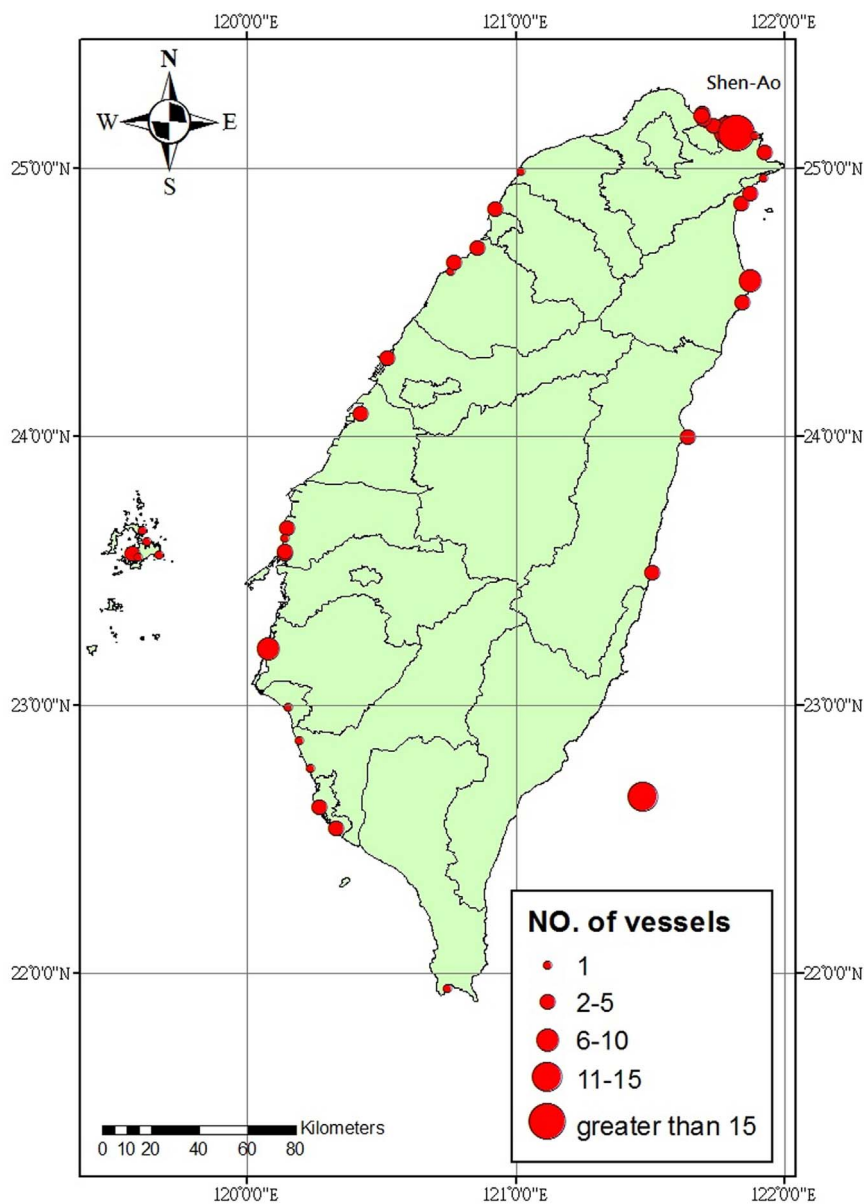 120°0'0"E 121°0'0"E 122°0'0"E
N
W E
S
Shen-Ao
25°0'0"N 25°0'0"N
24°0'0"N 24°0'0"N
23°0'0"N 23°0'0"N
22°0'0"N 22°0'0"N
NO. of vessels
1
2-5
6-10
11-15
greater than 15
Kilometers
0 10 20 40 60 80
120°0'0"E 121°0'0"E 122°0'0"E